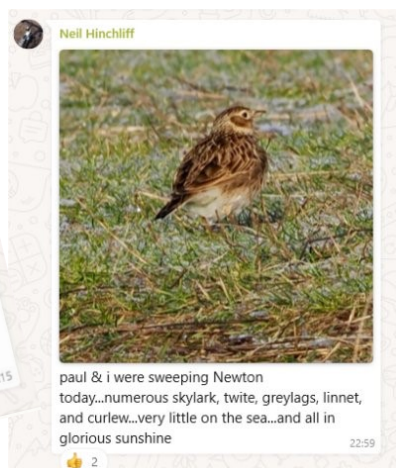 Neil Hinchliff
paul & i were sweeping Newton
today...numerous skylark, twite, greylags, linnet,
and curlew...very little on the sea...and all in
glorious sunshine
22:59
2
15